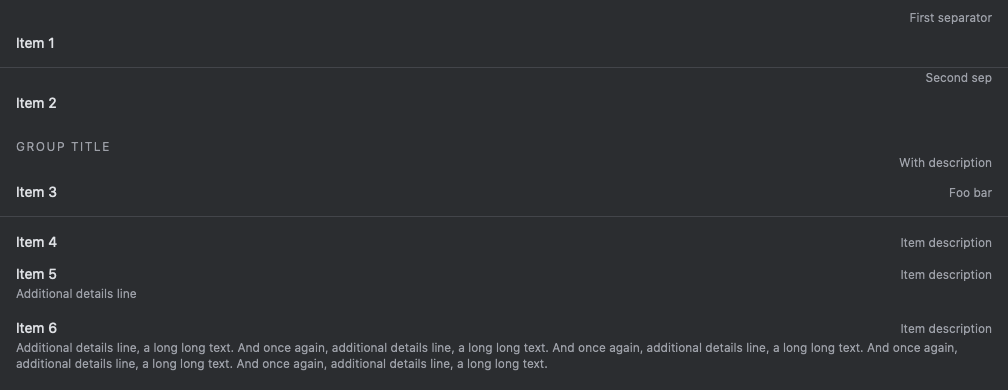 First separator
Item 1
Second sep
Item 2
GROUP TITLE
With description
Item 3 Foo bar
Item 4 Item description
Item 5 Item description
Additional details line
Item 6 Item description
Additional details line, a long long text. And once again, additional details line, a long long text. And once again, additional details line, a long long text. And once again,
additional details line, a long long text. And once again, additional details line, a long long text.